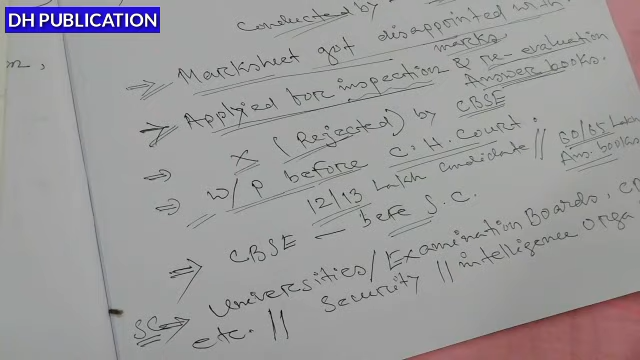 DH PUBLICATION
Conducted by
m,
⇒ Marksheet got disappointed with marks
⇒ Applyied for inspection & re-evaluation Answer books.
⇒ X (Rejected) by CBSE
⇒ W/P before C.H. Court.
12/13 Lakh candidate // 60/65 Lakh Ans. books
⇒ CBSE — befe S.C.
SC ⇒ Universities/Examination Boards, CB
etc. // Security // intelligence orga